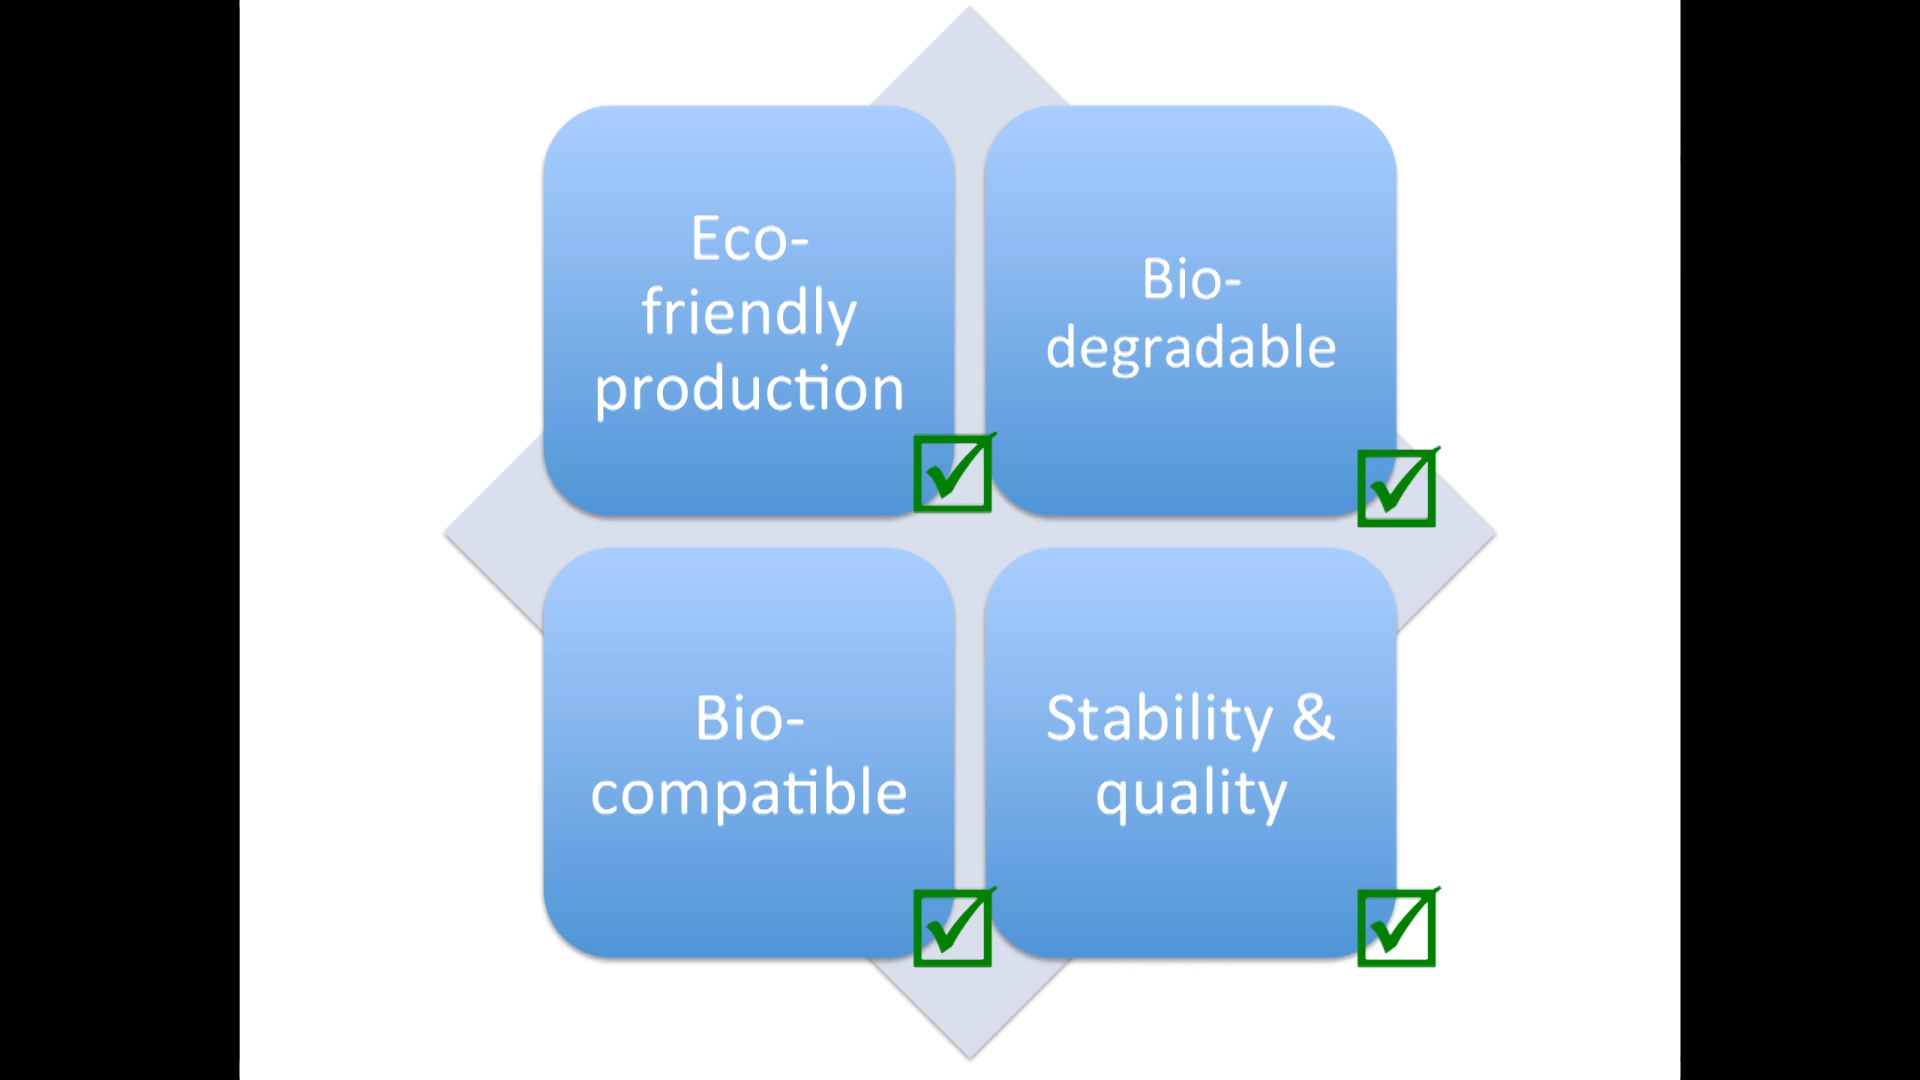 Eco-
friendly
production
Bio-
degradable
Bio-
compatible
Stability &
quality